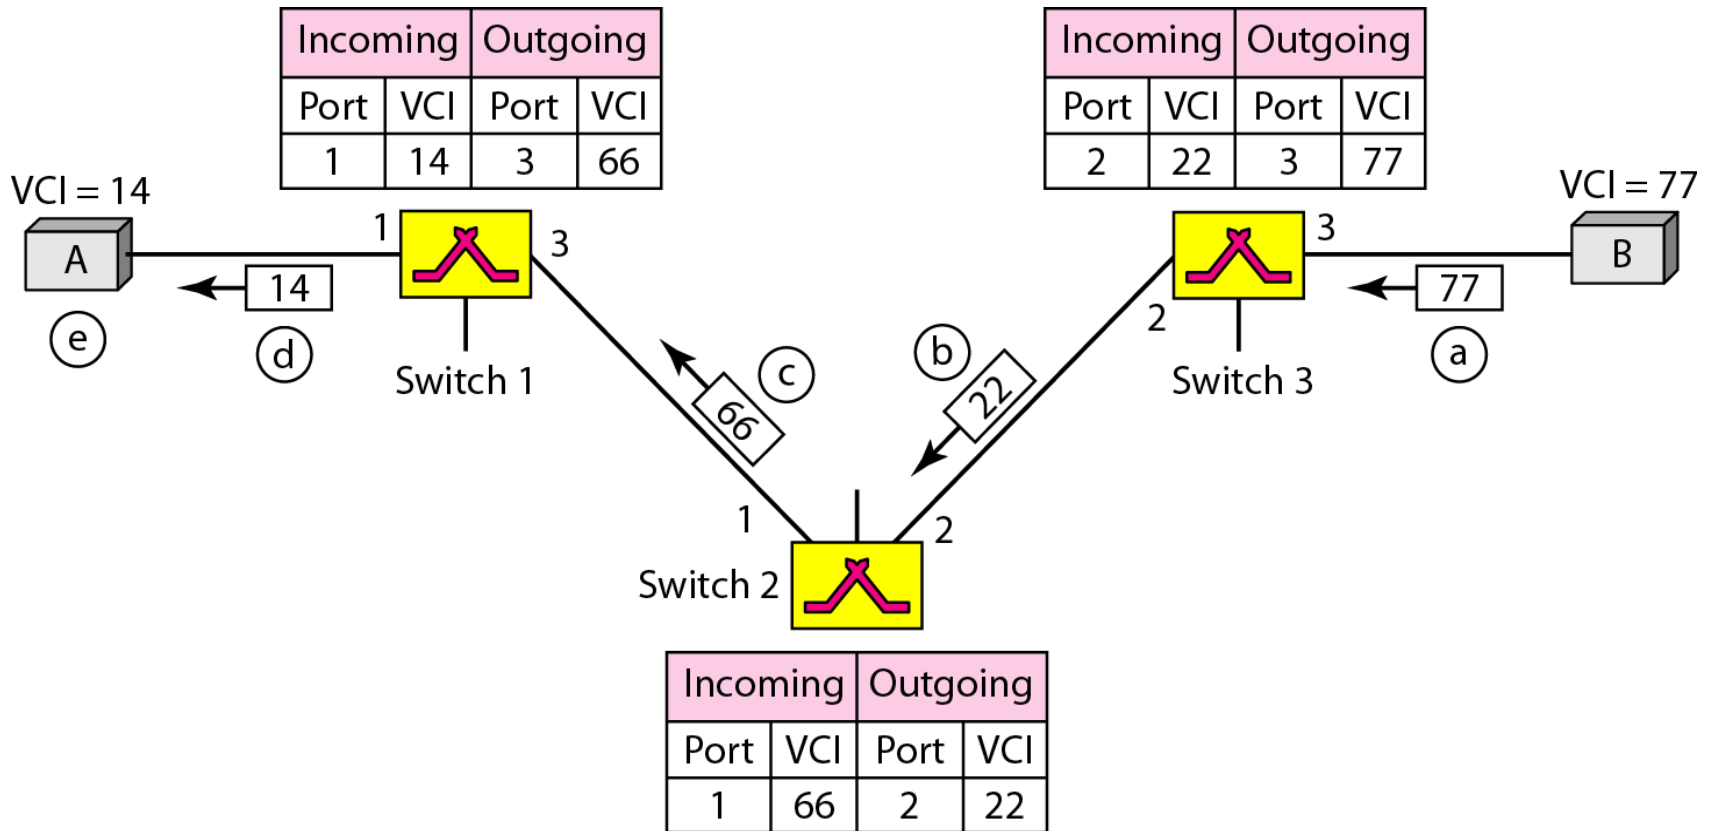 Incoming Outgoing
Port VCI Port VCI
1 14 3 66
Incoming Outgoing
Port VCI Port VCI
2 22 3 77
VCI = 14
VCI = 77
A
1
3
3
B
14
77
2
e
d
Switch 1
c
b
Switch 3
a
66
22
1
2
Switch 2
Incoming Outgoing
Port VCI Port VCI
1 66 2 22